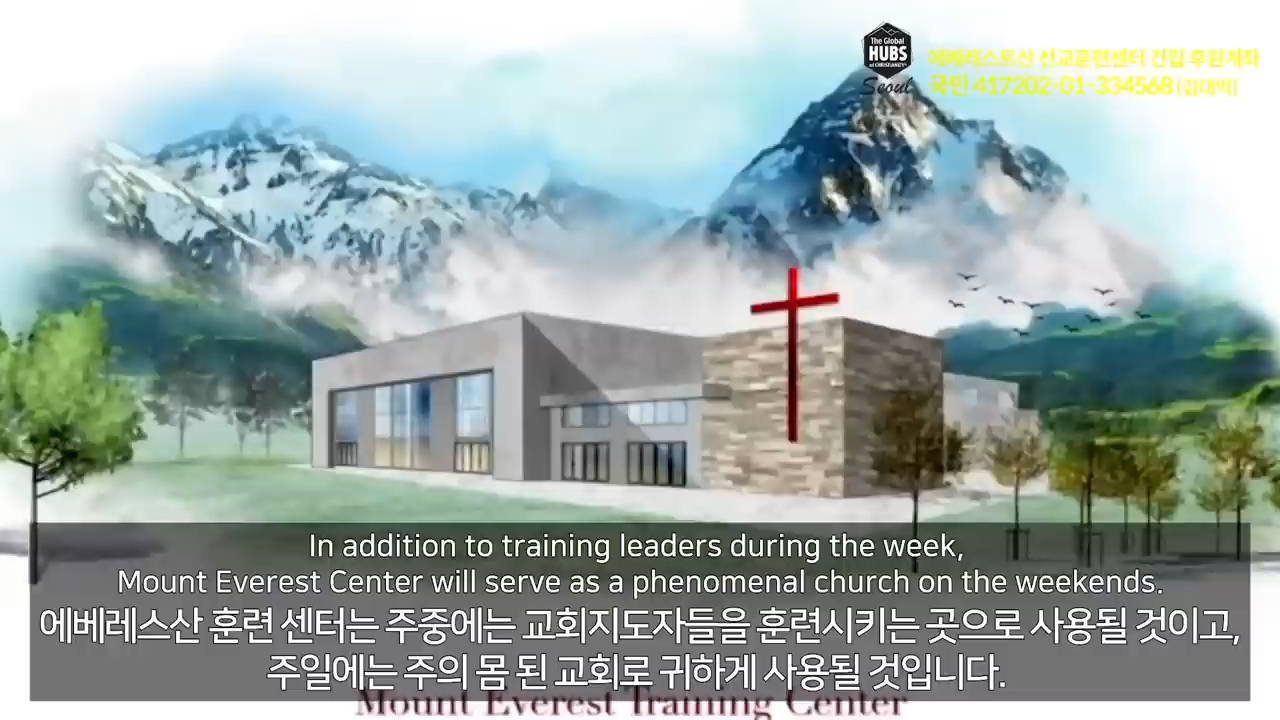 The Global
HUBS
of CHRISTIANITY
Seoul
에베레스트산 선교훈련센터 건립 후원계좌
국민 417202-01-334568 (김대억)
In addition to training leaders during the week,
Mount Everest Center will serve as a phenomenal church on the weekends.
에베레스산 훈련 센터는 주중에는 교회지도자들을 훈련시키는 곳으로 사용될 것이고,
주일에는 주의 몸 된 교회로 귀하게 사용될 것입니다.
Mount Everest Training Center